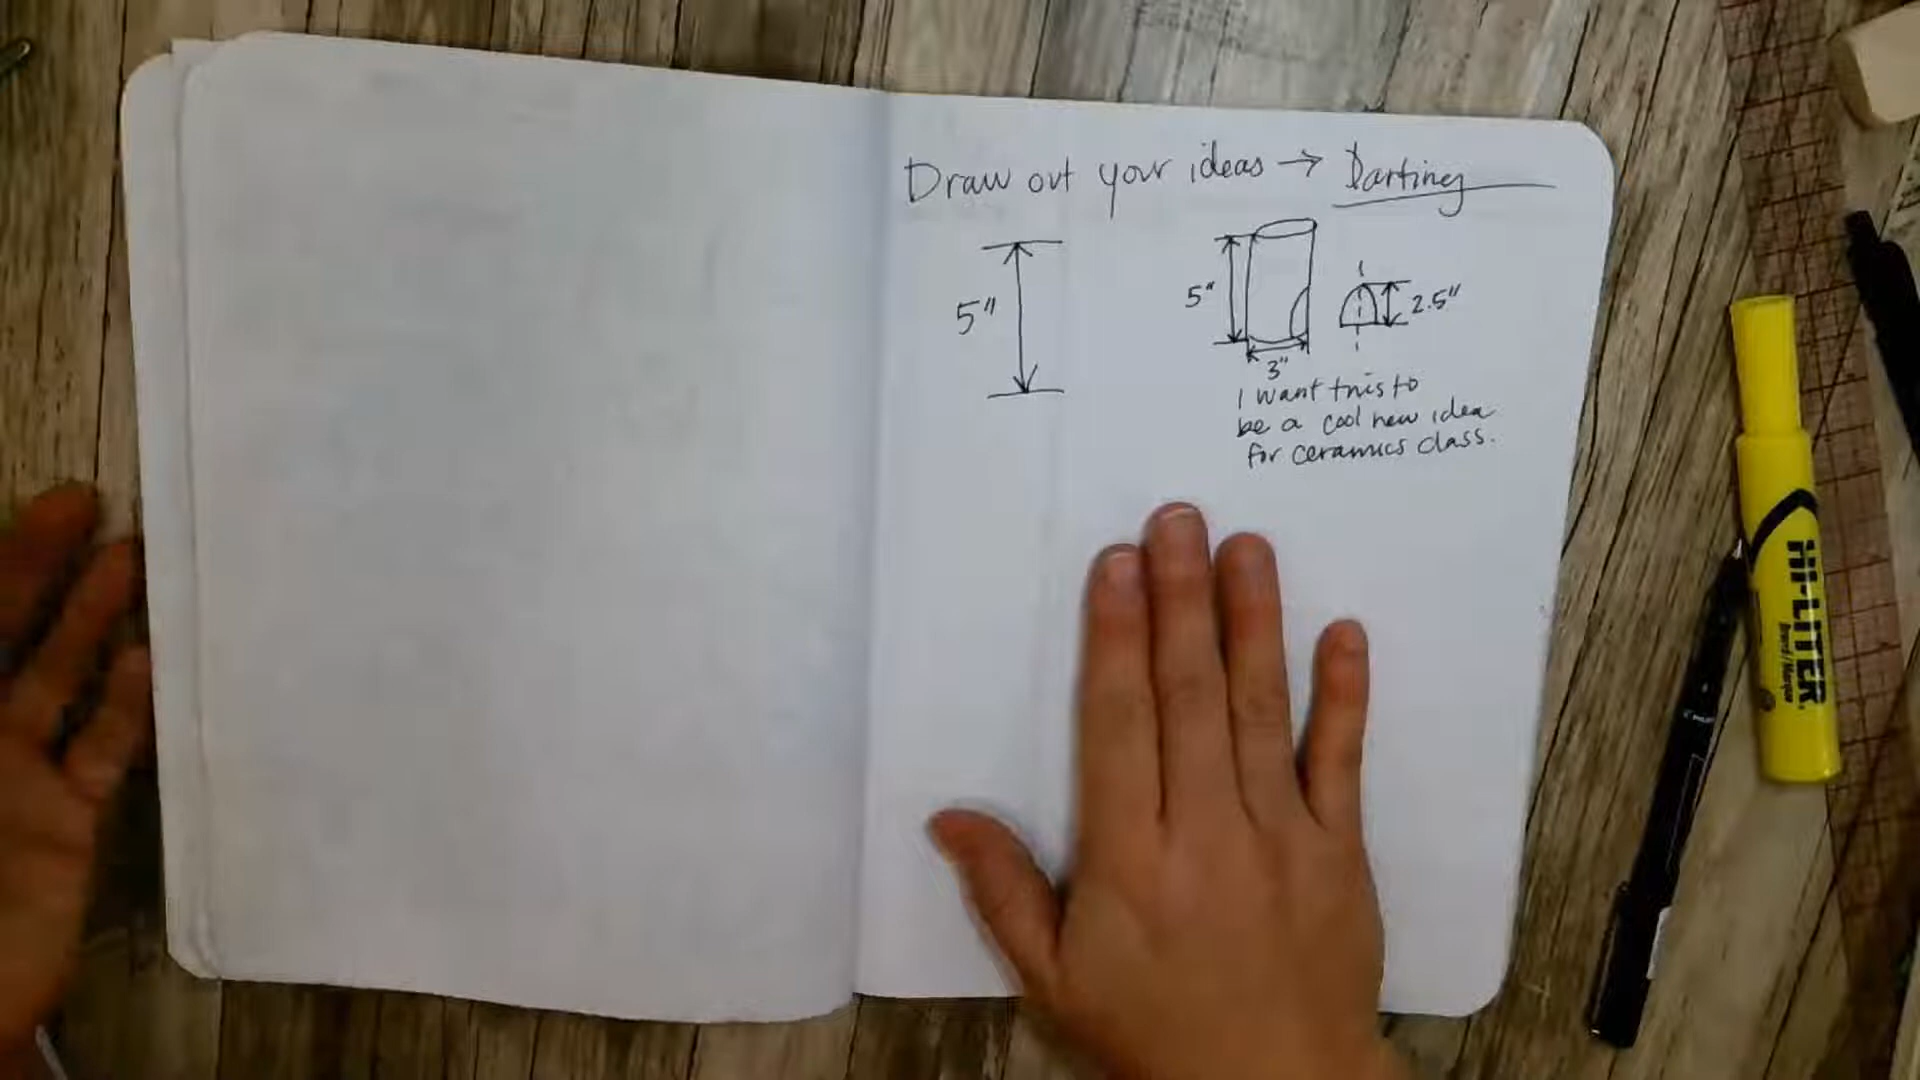 Draw out your ideas → Darting
5"
5"
2.5"
3"
I want this to
be a cool new idea
for ceramics class.
HI-LITER